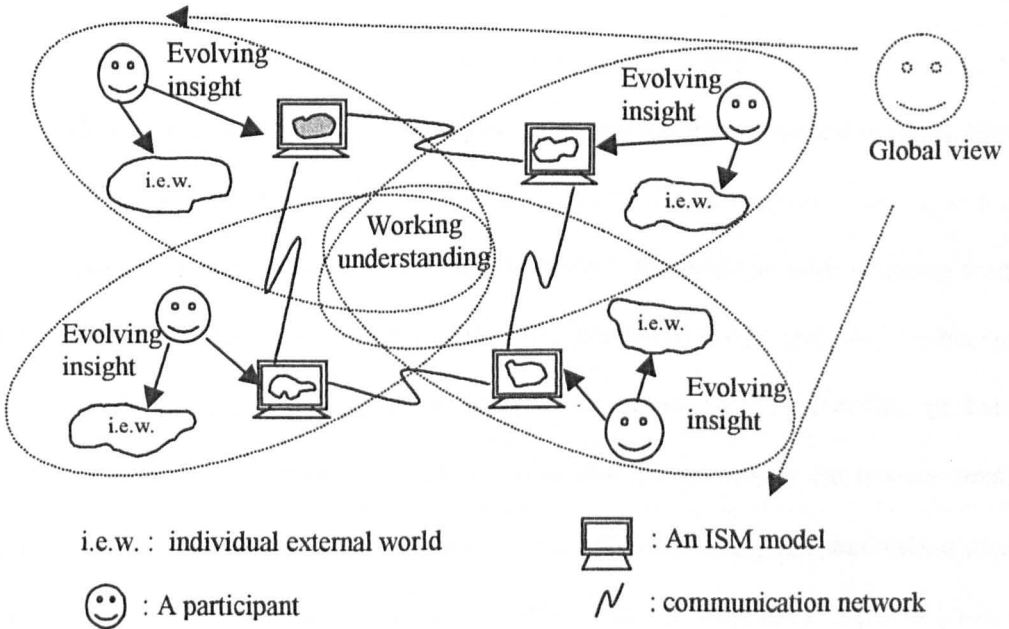 Evolving
insight
i.e.w.
Evolving
insight
i.e.w.
Global view
Working
understanding
Evolving
insight
i.e.w.
i.e.w.
Evolving
insight
i.e.w. : individual external world
: An ISM model
: A participant
: communication network